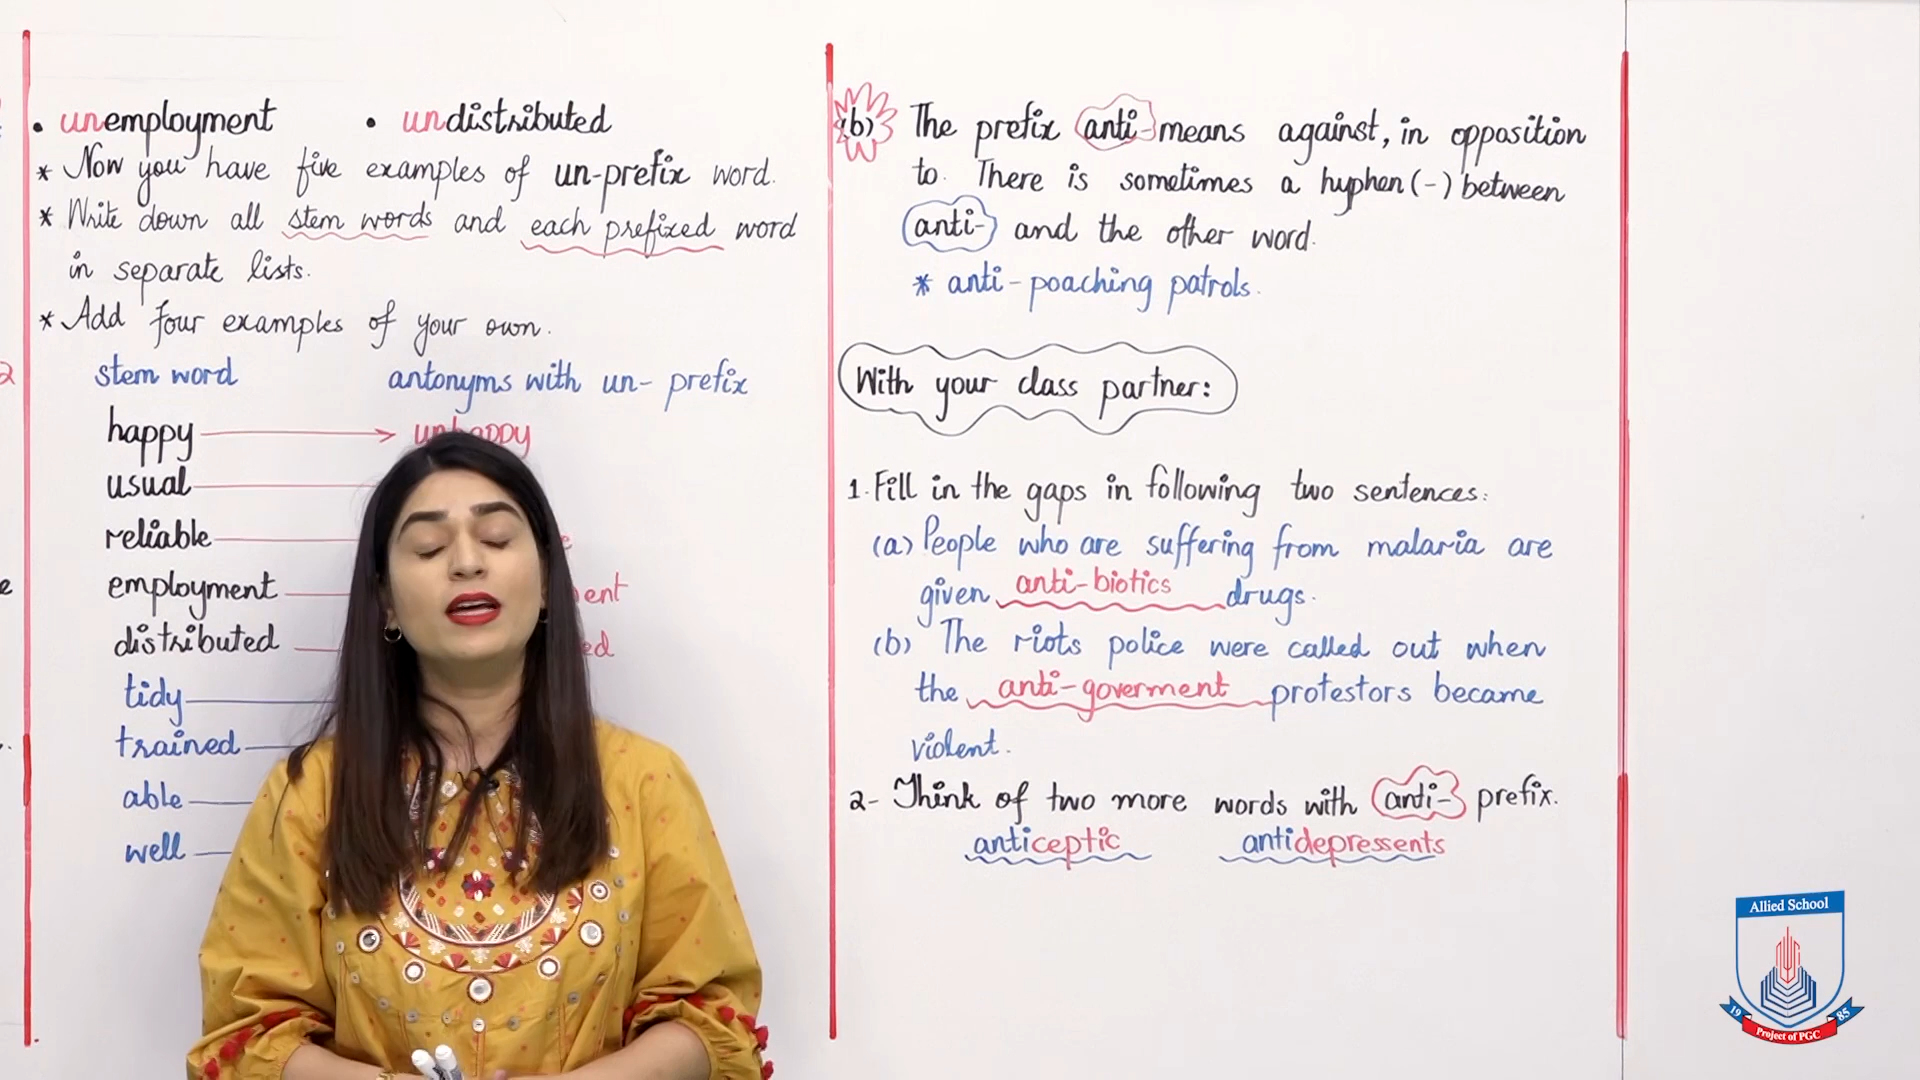 • unemployment • undistributed
* Now you have five examples of un-prefix word.
* Write down all stem words and each prefixed word
in separate lists.
* Add four examples of your own.
2
stem word antonyms with un- prefix
happy unhappy
usual
reliable
employment
distributed
tidy
trained
able
well
(b) The prefix anti- means against, in opposition
to. There is sometimes a hyphen (-) between
anti- and the other word.
* anti-poaching patrols.
With your class partner:
1. Fill in the gaps in following two sentences:
(a) People who are suffering from malaria are
given anti-biotics drugs.
(b) The riots police were called out when
the anti-goverment protestors became
violent.
2- Think of two more words with anti- prefix.
anticeptic antidepressents
Allied School
19 85
Project of PGC